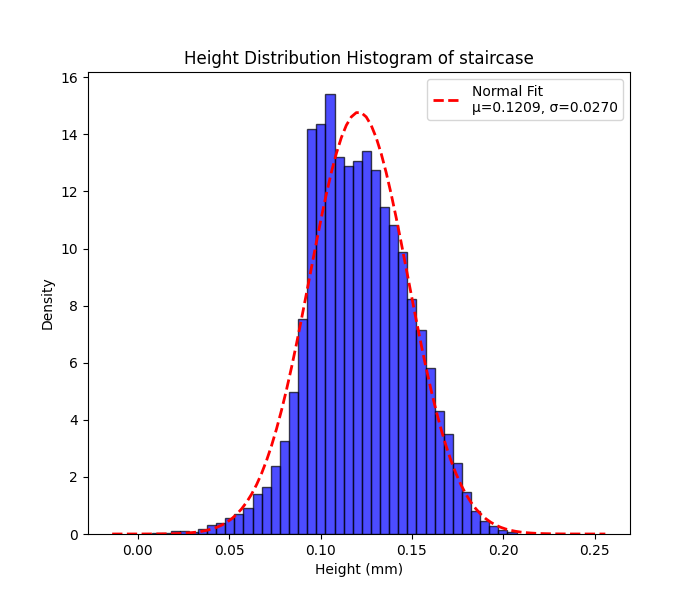 Height Distribution Histogram of staircase
Normal Fit
μ=0.1209, σ=0.0270
16
14
12
10
8
6
4
2
0
Density
0.00 0.05 0.10 0.15 0.20 0.25
Height (mm)